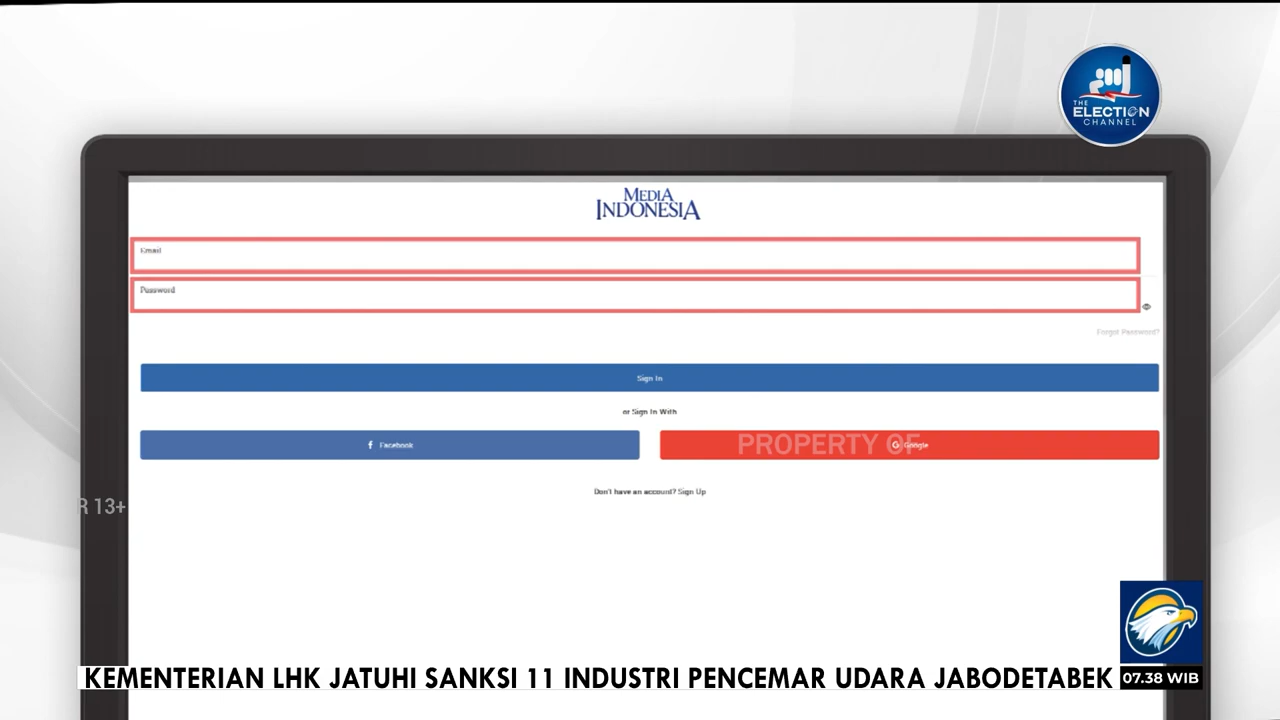 THE
ELECTION
CHANNEL
MEDIA
INDONESIA
Email
Password
Forgot Password?
Sign In
or Sign In With
Facebook
PROPERTY OF
Google
Don't have an account? Sign Up
R 13+
KEMENTERIAN LHK JATUHI SANKSI 11 INDUSTRI PENCEMAR UDARA JABODETABEK
07.38 WIB